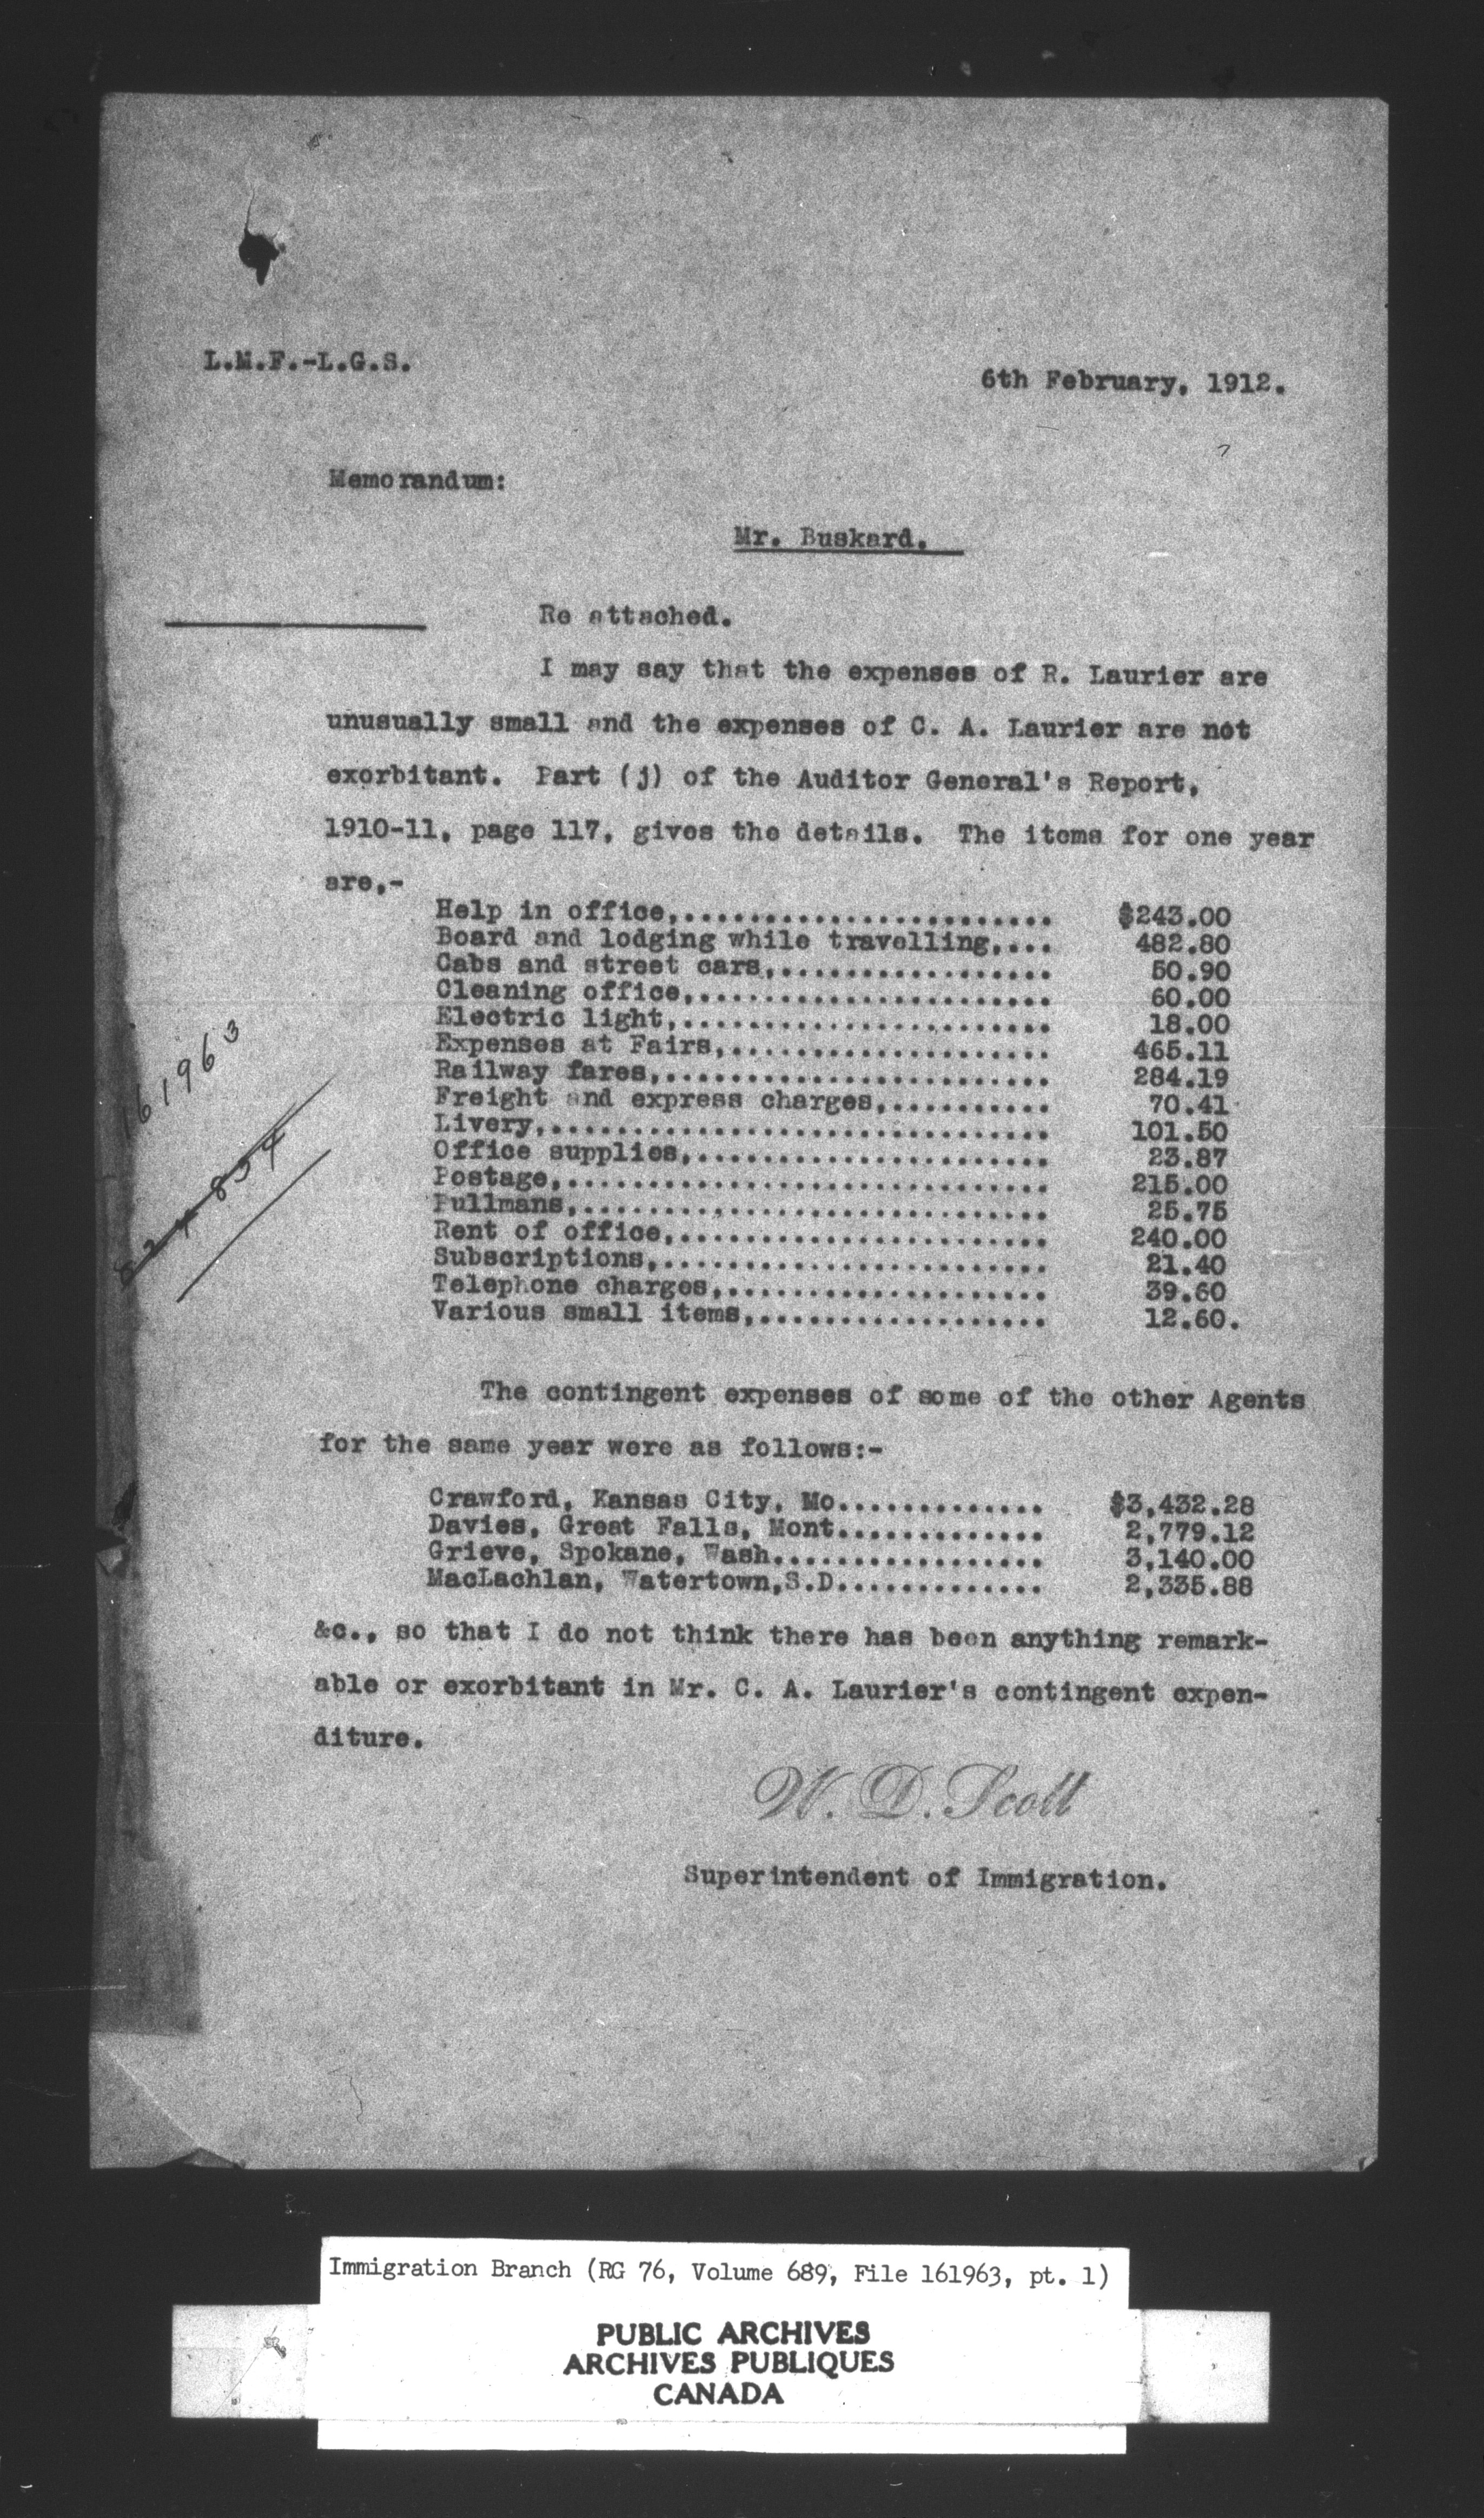 L.M.F.-L.G.S.
6th February, 1912.
Memorandum:
Mr. Buskard.
Re attached.
I may say that the expenses of R. Laurier are
unusually small and the expenses of C. A. Laurier are not
exorbitant. Part (j) of the Auditor General's Report,
1910-11, page 117, gives the details. The items for one year
are,-
Help in office,....................... $243.00
Board and lodging while travelling,... 482.80
Cabs and street cars,................. 50.90
Cleaning office,...................... 60.00
Electric light,....................... 18.00
Expenses at Fairs,.................... 465.11
Railway fares,........................ 284.19
Freight and express charges,.......... 70.41
Livery,............................... 101.50
Office supplies,...................... 23.87
Postage,.............................. 215.00
Pullmans,............................. 25.75
Rent of office,....................... 240.00
Subscriptions,........................ 21.40
Telephone charges,.................... 39.60
Various small items,.................. 12.60.
161963
The contingent expenses of some of the other Agents
for the same year were as follows:-
Crawford, Kansas City, Mo............. $3,432.28
Davies, Great Falls, Mont............. 2,779.12
Grieve, Spokane, Wash................. 3,140.00
MacLachlan, Watertown,S.D............. 2,335.88
&c., so that I do not think there has been anything remark-
able or exorbitant in Mr. C. A. Laurier's contingent expen-
diture.
W. D. Scott
Superintendent of Immigration.
Immigration Branch (RG 76, Volume 689, File 161963, pt. 1)
PUBLIC ARCHIVES
ARCHIVES PUBLIQUES
CANADA